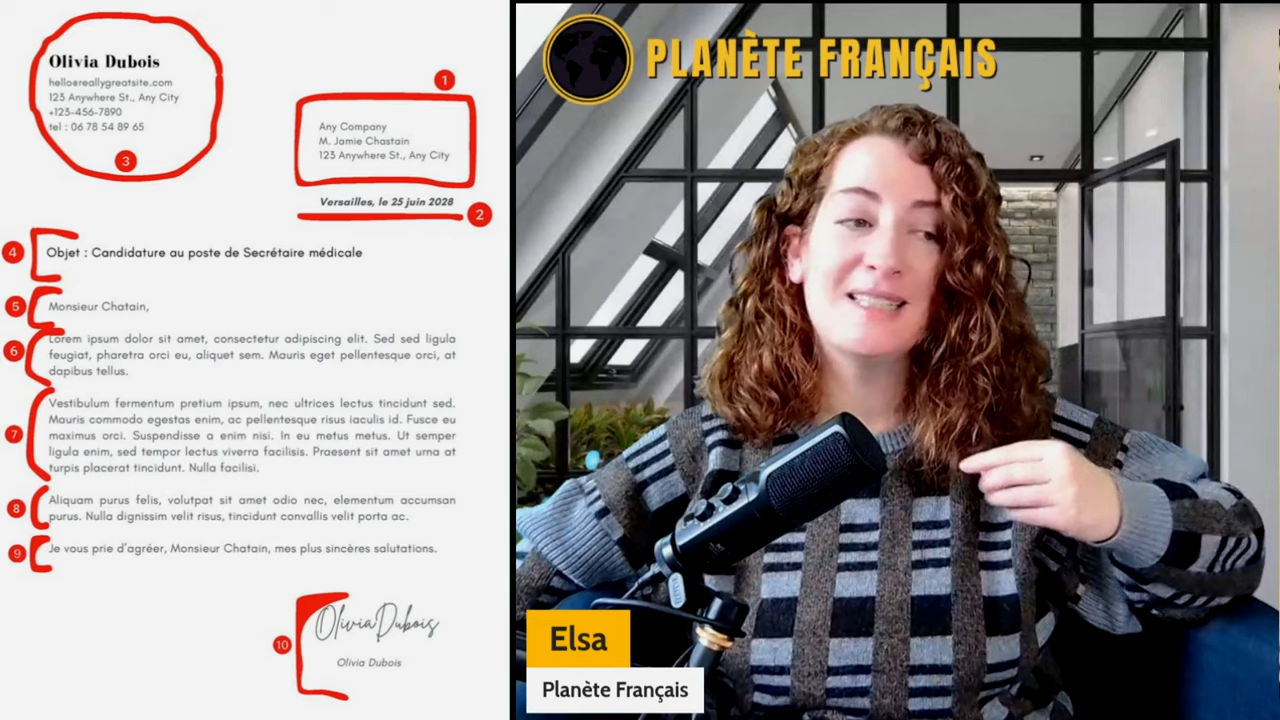 Olivia Dubois
hello@reallygreatsite.com
123 Anywhere St., Any City
+123-456-7890
tel : 06 78 54 89 65
3
1
Any Company
M. Jamie Chastain
123 Anywhere St., Any City
Versailles, le 25 juin 2028
2
4
Objet : Candidature au poste de Secrétaire médicale
5
Monsieur Chatain,
6
Lorem ipsum dolor sit amet, consectetur adipiscing elit. Sed sed ligula
feugiat, pharetra orci eu, aliquet sem. Mauris eget pellentesque orci, at
dapibus tellus.
7
Vestibulum fermentum pretium ipsum, nec ultrices lectus tincidunt sed.
Mauris commodo egestas enim, ac pellentesque risus iaculis id. Fusce eu
maximus orci. Suspendisse a enim nisi. In eu metus metus. Ut semper
ligula enim, sed tempor lectus viverra facilisis. Praesent sit amet urna at
turpis placerat tincidunt. Nulla facilisi.
8
Aliquam purus felis, volutpat sit amet odio nec, elementum accumsan
purus. Nulla dignissim velit risus, tincidunt convallis velit porta ac.
9
Je vous prie d'agréer, Monsieur Chatain, mes plus sincères salutations.
10
OliviaDubois
Olivia Dubois
PLANÈTE FRANÇAIS
Elsa
Planète Français